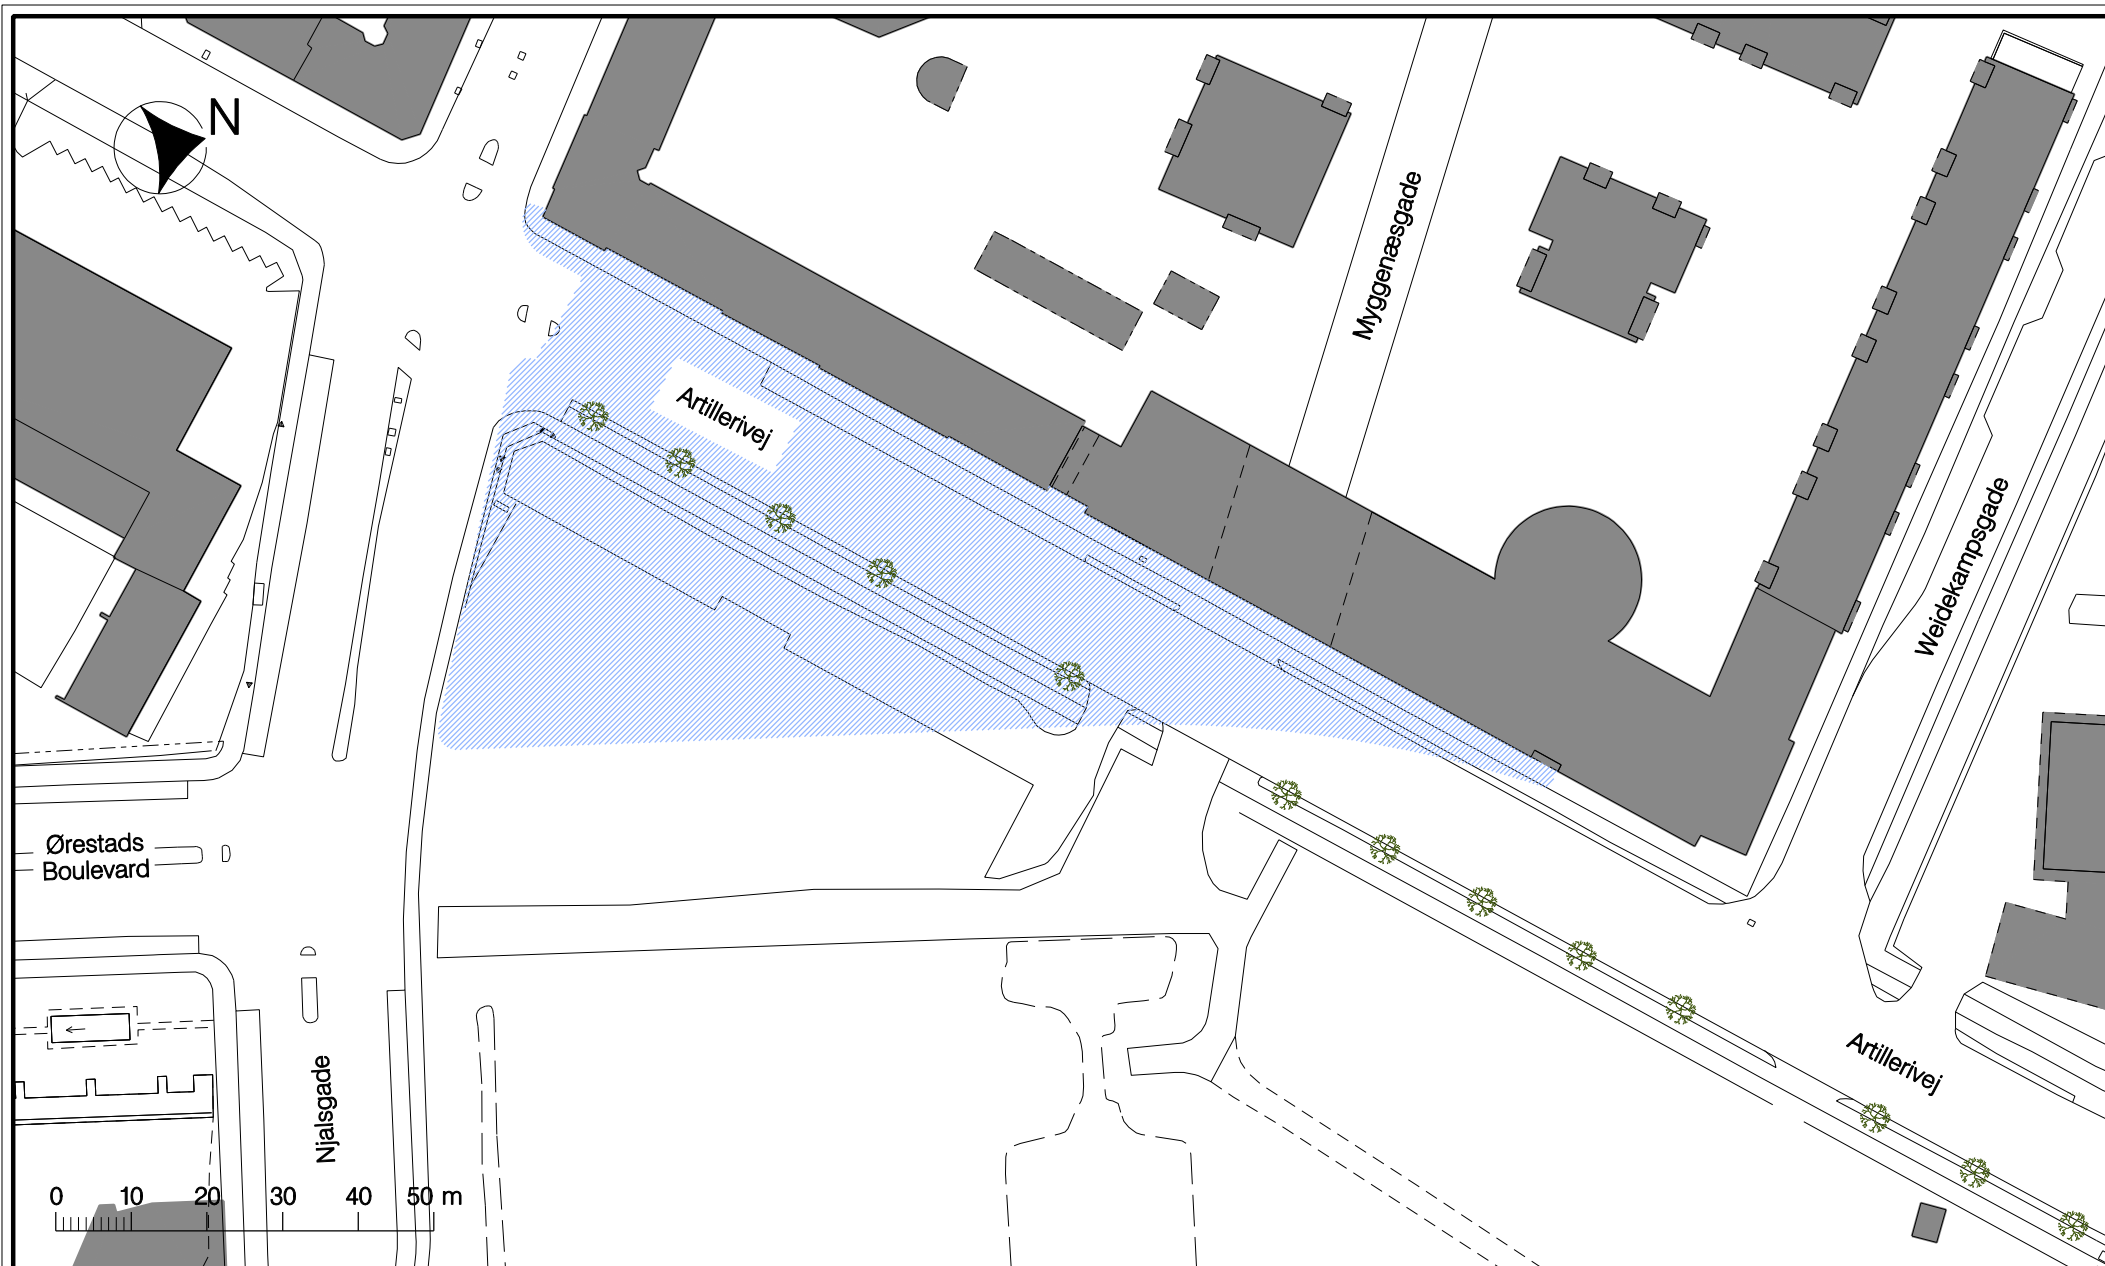 N
Myggenæsgade
Artillerivej
Weidekampsgade
Ørestads
Boulevard
Artillerivej
Njalsgade
0 10 20 30 40 50 m